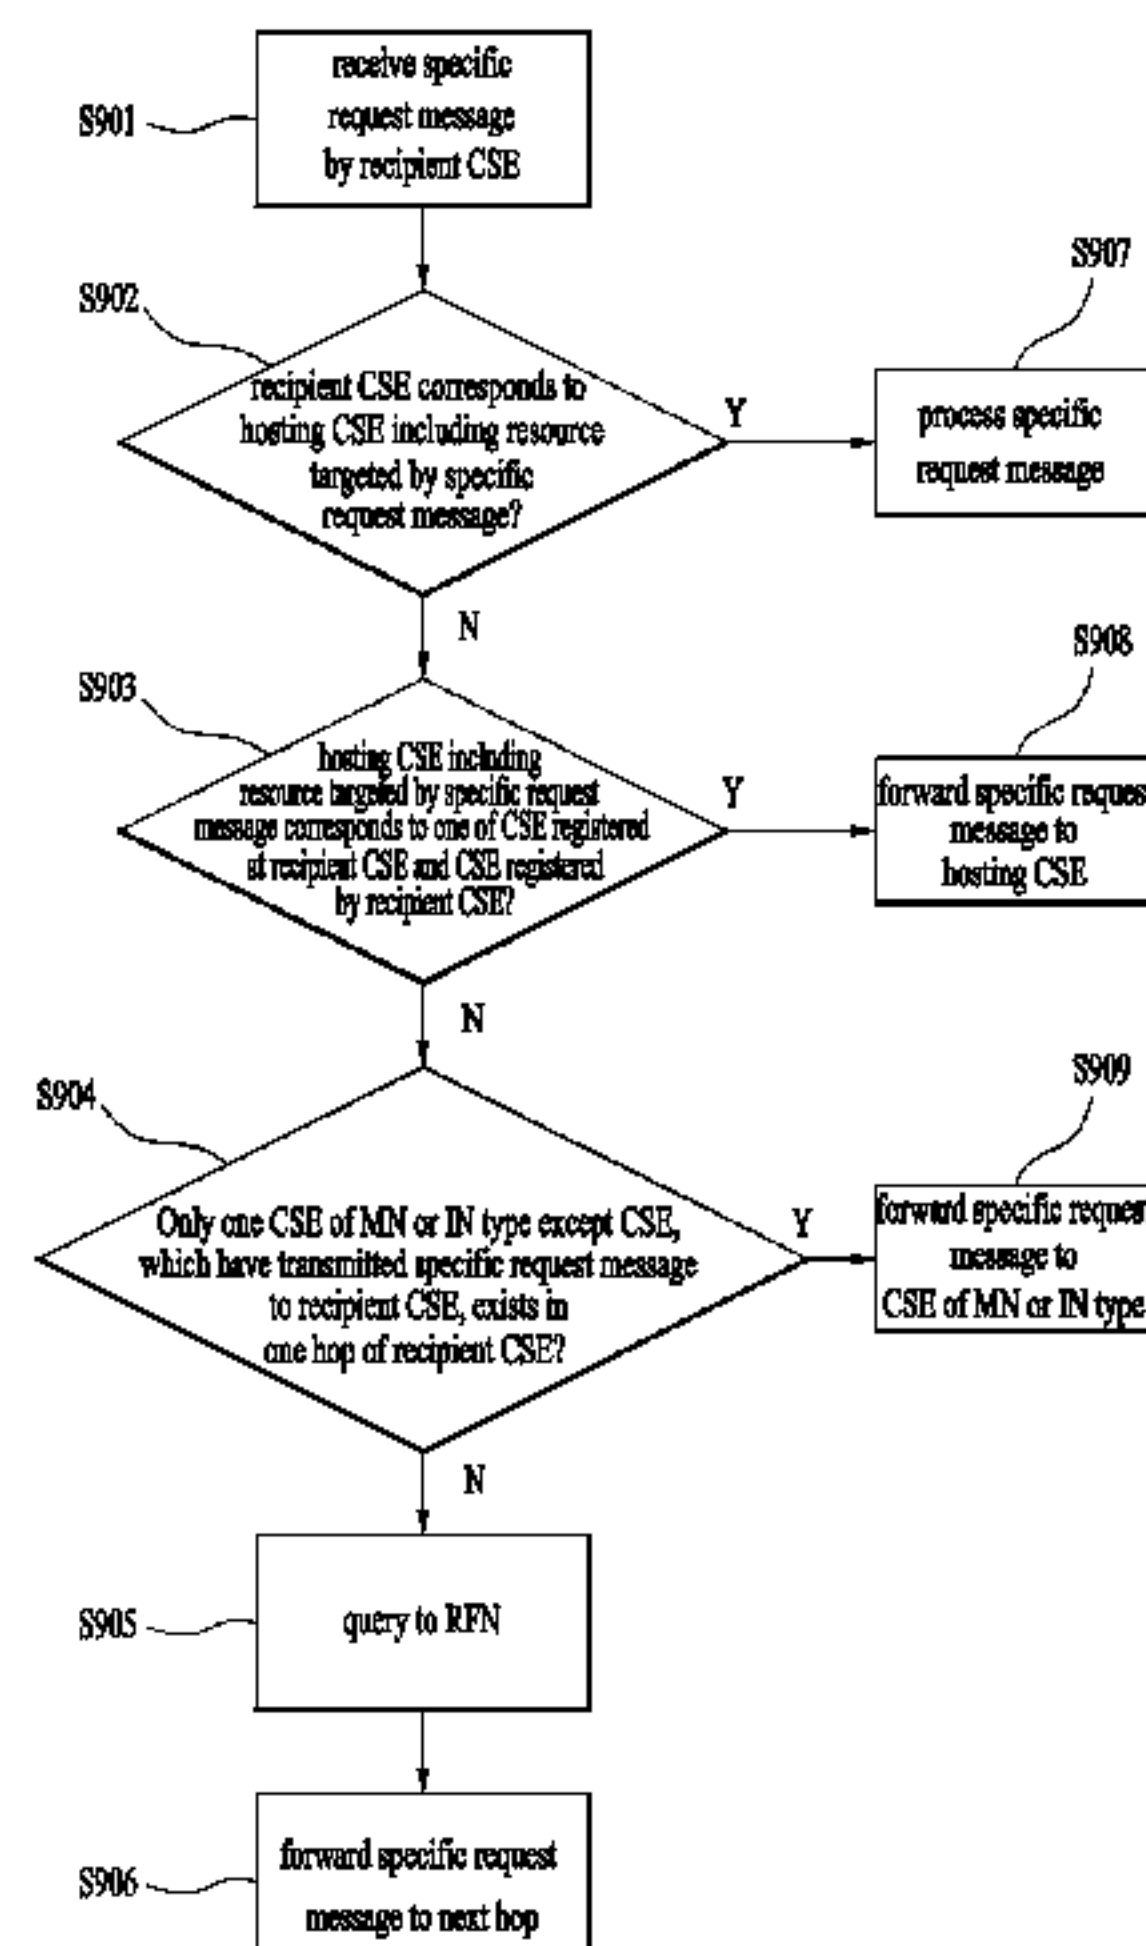 receive specific
request message
by recipient CSE
S901
S902
recipient CSE corresponds to
hosting CSE including resource
targeted by specific
request message?
Y
S907
process specific
request message
N
S903
hosting CSE including
resource targeted by specific request
message corresponds to one of CSE registered
at recipient CSE and CSE registered
by recipient CSE?
Y
S908
forward specific reques
message to
hosting CSE
N
S904
Only one CSE of MN or IN type except CSE,
which have transmitted specific request message
to recipient CSE, exists in
one hop of recipient CSE?
Y
S909
forward specific reques
message to
CSE of MN or IN type
N
S905
query to RFN
S906
forward specific request
message to next hop